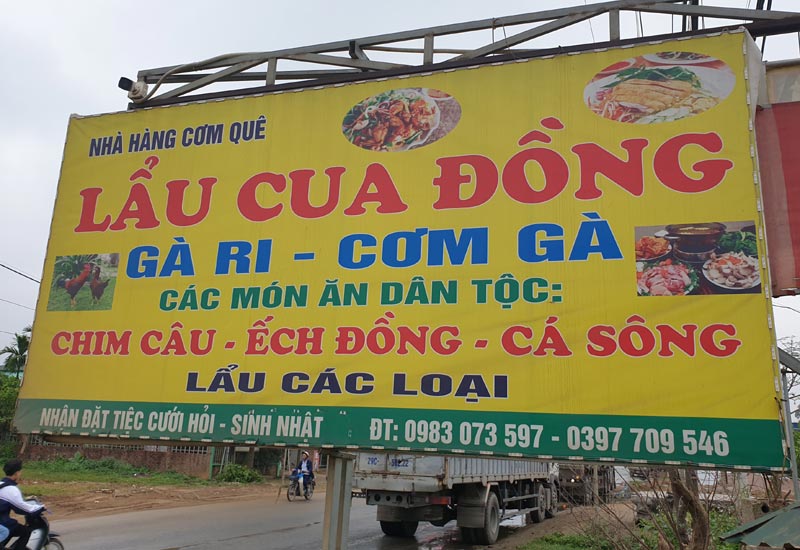 NHÀ HÀNG CƠM QUÊ
LẨU CUA ĐỒNG
GÀ RI - CƠM GÀ
CÁC MÓN ĂN DÂN TỘC:
CHIM CÂU - ẾCH ĐỒNG - CÁ SÔNG
LẨU CÁC LOẠI
NHẬN ĐẶT TIỆC CƯỚI HỎI - SINH NHẬT ĐT: 0983 073 597 - 0397 709 546